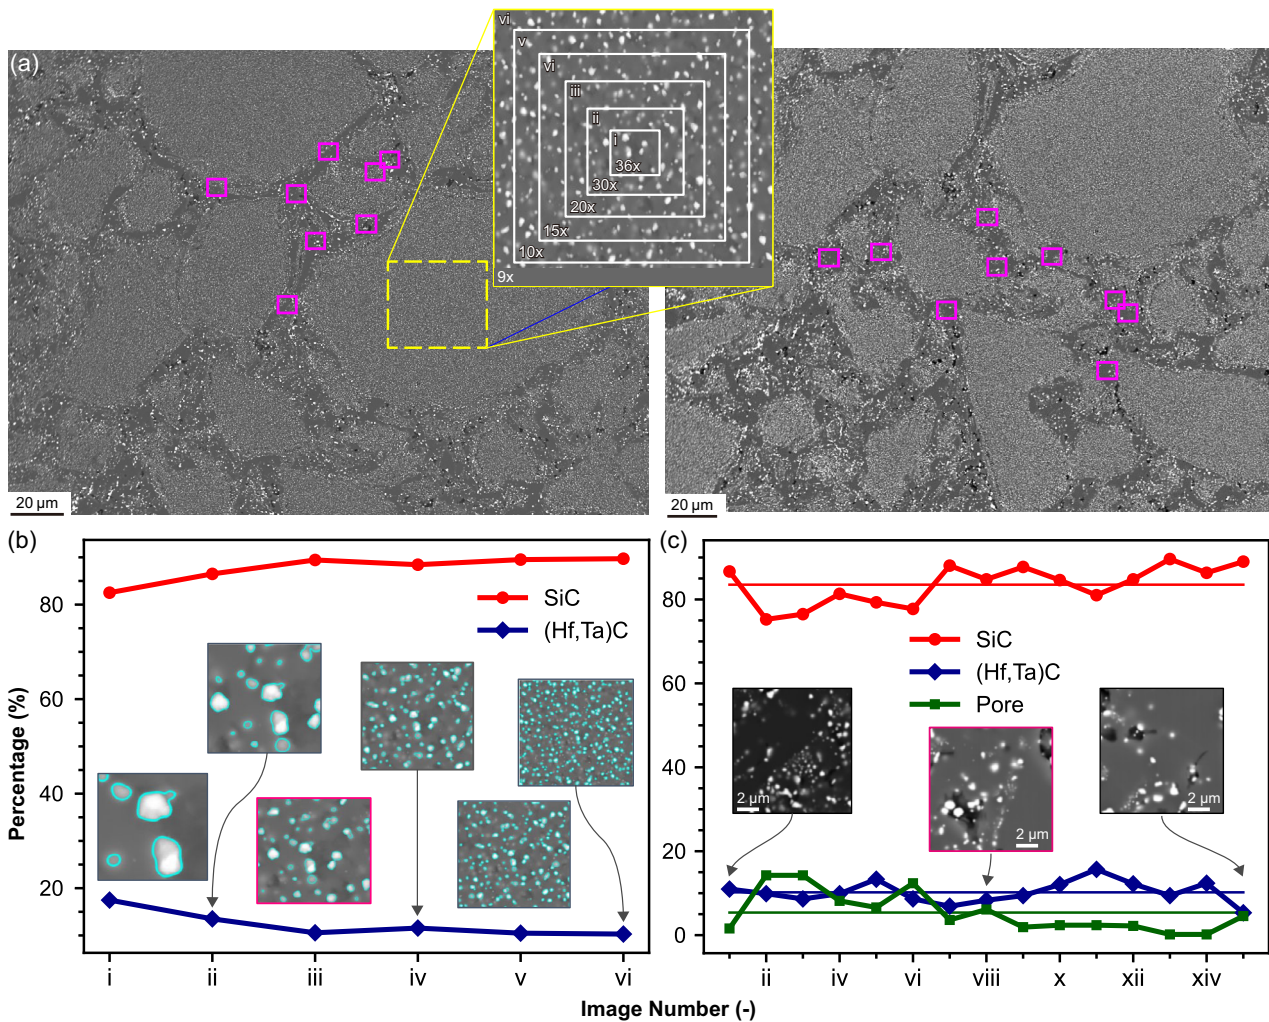 (a)
vi
v
vi
iii
ii
i
36x
30x
20x
15x
10x
9x
20 µm
20 µm
(b)
(c)
Percentage (%)
80
60
40
20
SiC
(Hf,Ta)C
i
ii
iii
iv
v
vi
80
60
40
20
0
SiC
(Hf,Ta)C
Pore
2 µm
2 µm
2 µm
ii
iv
vi
viii
x
xii
xiv
Image Number (-)